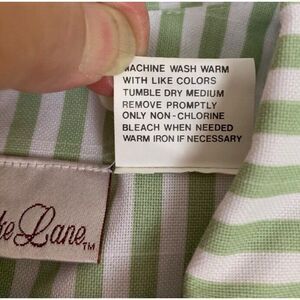 MACHINE WASH WARM
WITH LIKE COLORS
TUMBLE DRY MEDIUM
REMOVE PROMPTLY
ONLY NON-CHLORINE
BLEACH WHEN NEEDED
WARM IRON IF NECESSARY
Lane™